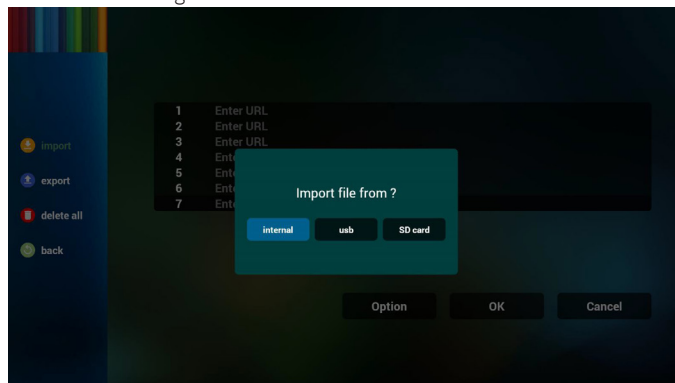 1 Enter URL
2 Enter URL
3 Enter URL
4 Ente
5 Ente
6 Ente
7 Ente
import
export
delete all
back
Import file from ?
internal usb SD card
Option OK Cancel